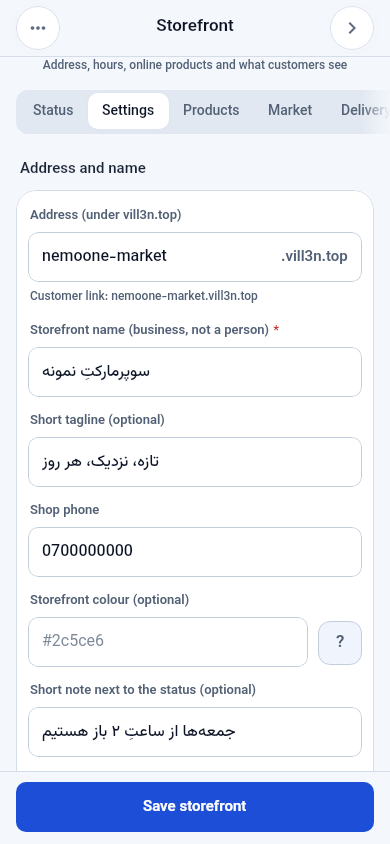 Storefront
Address, hours, online products and what customers see
Status Settings Products Market Delivery
Address and name
Address (under vill3n.top)
nemoone-market .vill3n.top
Customer link: nemoone-market.vill3n.top
Storefront name (business, not a person) *
سوپرمارکتِ نمونه
Short tagline (optional)
تازه، نزدیک، هر روز
Shop phone
0700000000
Storefront colour (optional)
#2c5ce6 ?
Short note next to the status (optional)
جمعه‌ها از ساعتِ ۲ باز هستیم
Save storefront